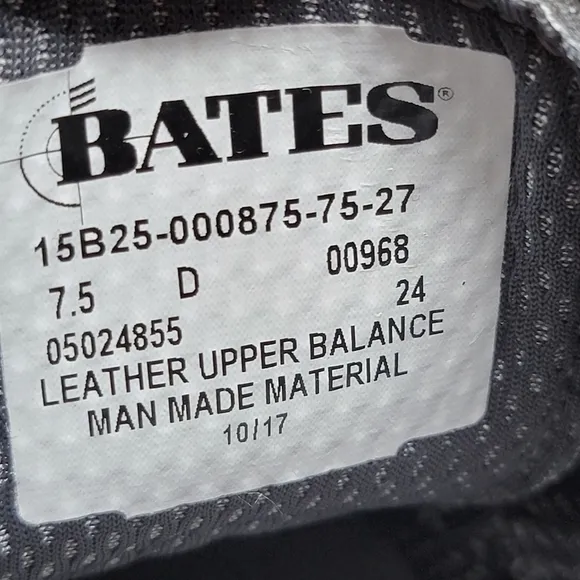 BATES®
15B25-000875-75-27
7.5 D 00968
05024855 24
LEATHER UPPER BALANCE
MAN MADE MATERIAL
10/17